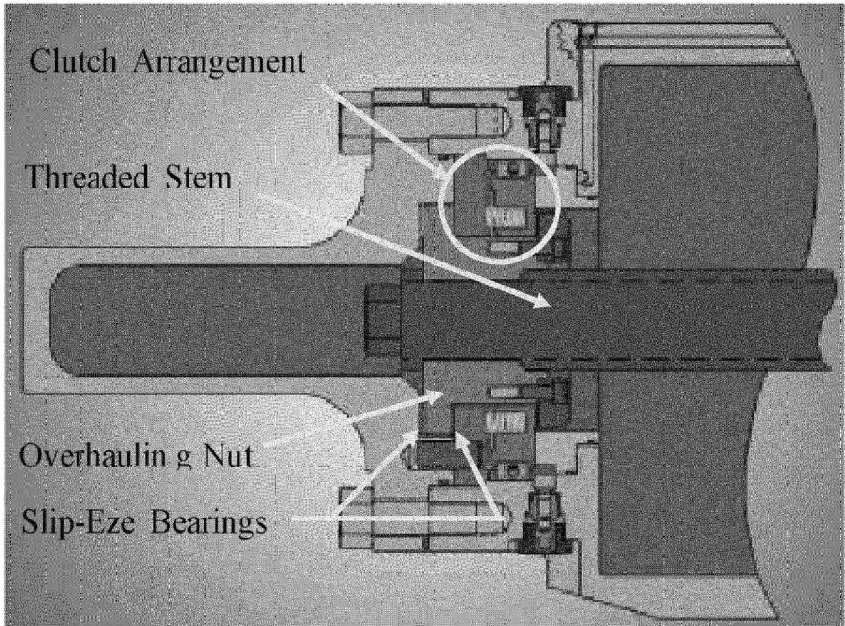 Clutch Arrangement
Threaded Stem
Overhaulin g Nut
Slip-Eze Bearings